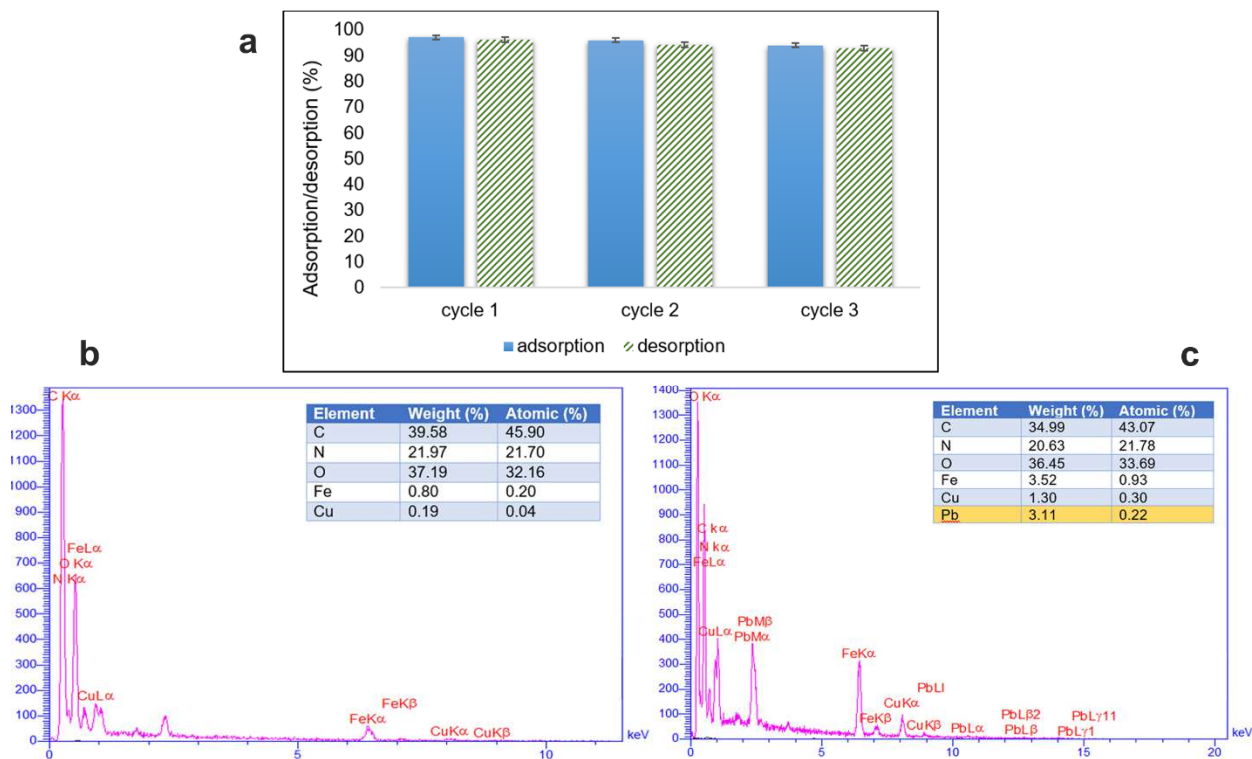 a
Adsorption/desorption (%)
100
90
80
70
60
50
40
30
20
10
0
cycle 1 cycle 2 cycle 3
adsorption desorption
b
C Kα
1300
1200
1100
1000
900
800
700
600
500
400
300
200
100
0
FeLα
O Kα
N Kα
CuLα
FeKβ
FeKα
CuKα CuKβ
0 5 10 keV
Element Weight (%) Atomic (%)
C 39.58 45.90
N 21.97 21.70
O 37.19 32.16
Fe 0.80 0.20
Cu 0.19 0.04
c
1400
O Kα
1300
1200
1100
1000
900
800
700
600
500
400
300
200
100
0
C kα
N kα
FeLα
CuLα
PbMβ
PbMα
FeKα
PbLl
CuKα
FeKβ
CuKβ
PbLα
PbLβ2
PbLβ
PbLγ11
PbLγ1
0 5 10 15 20
keV
Element Weight (%) Atomic (%)
C 34.99 43.07
N 20.63 21.78
O 36.45 33.69
Fe 3.52 0.93
Cu 1.30 0.30
Pb 3.11 0.22